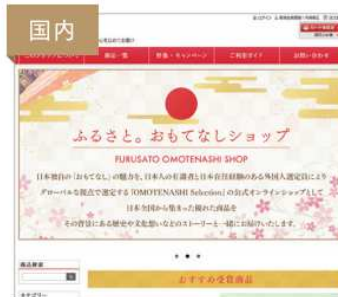 国内
ログイン
商品一覧
特集・キャンペーン
ご利用ガイド
お問い合わせ
ふるさと。おもてなしショップ
FURUSATO OMOTENASHI SHOP
日本独自の「おもてなし」の魅力を、日本人の有識者と日本在住経験のある外国人選定員により
グローバルな視点で選定する「OMOTENASHI Selection」の公式オンラインショップとして
日本全国から集まった優れた商品を
その背景にある歴史や文化、想いなどのストーリーと一緒にお届けいたします。
商品検索
おすすめ受賞商品
カテゴリー